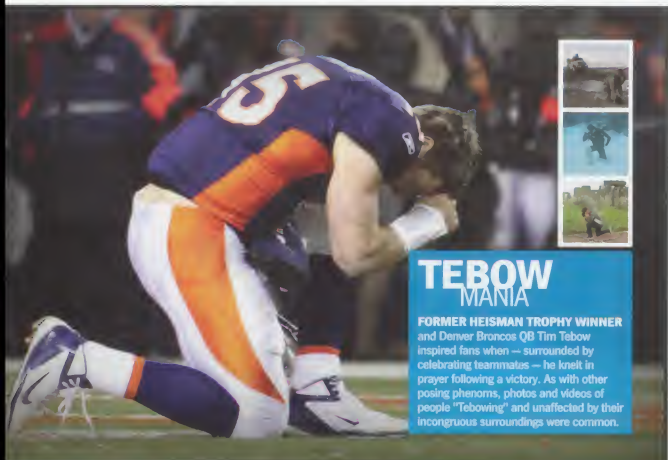 15
TEBOW
MANIA
FORMER HEISMAN TROPHY WINNER
and Denver Broncos QB Tim Tebow
inspired fans when — surrounded by
celebrating teammates — he knelt in
prayer following a victory. As with other
posing phenoms, photos and videos of
people "Tebowing" and unaffected by their
incongruous surroundings were common.